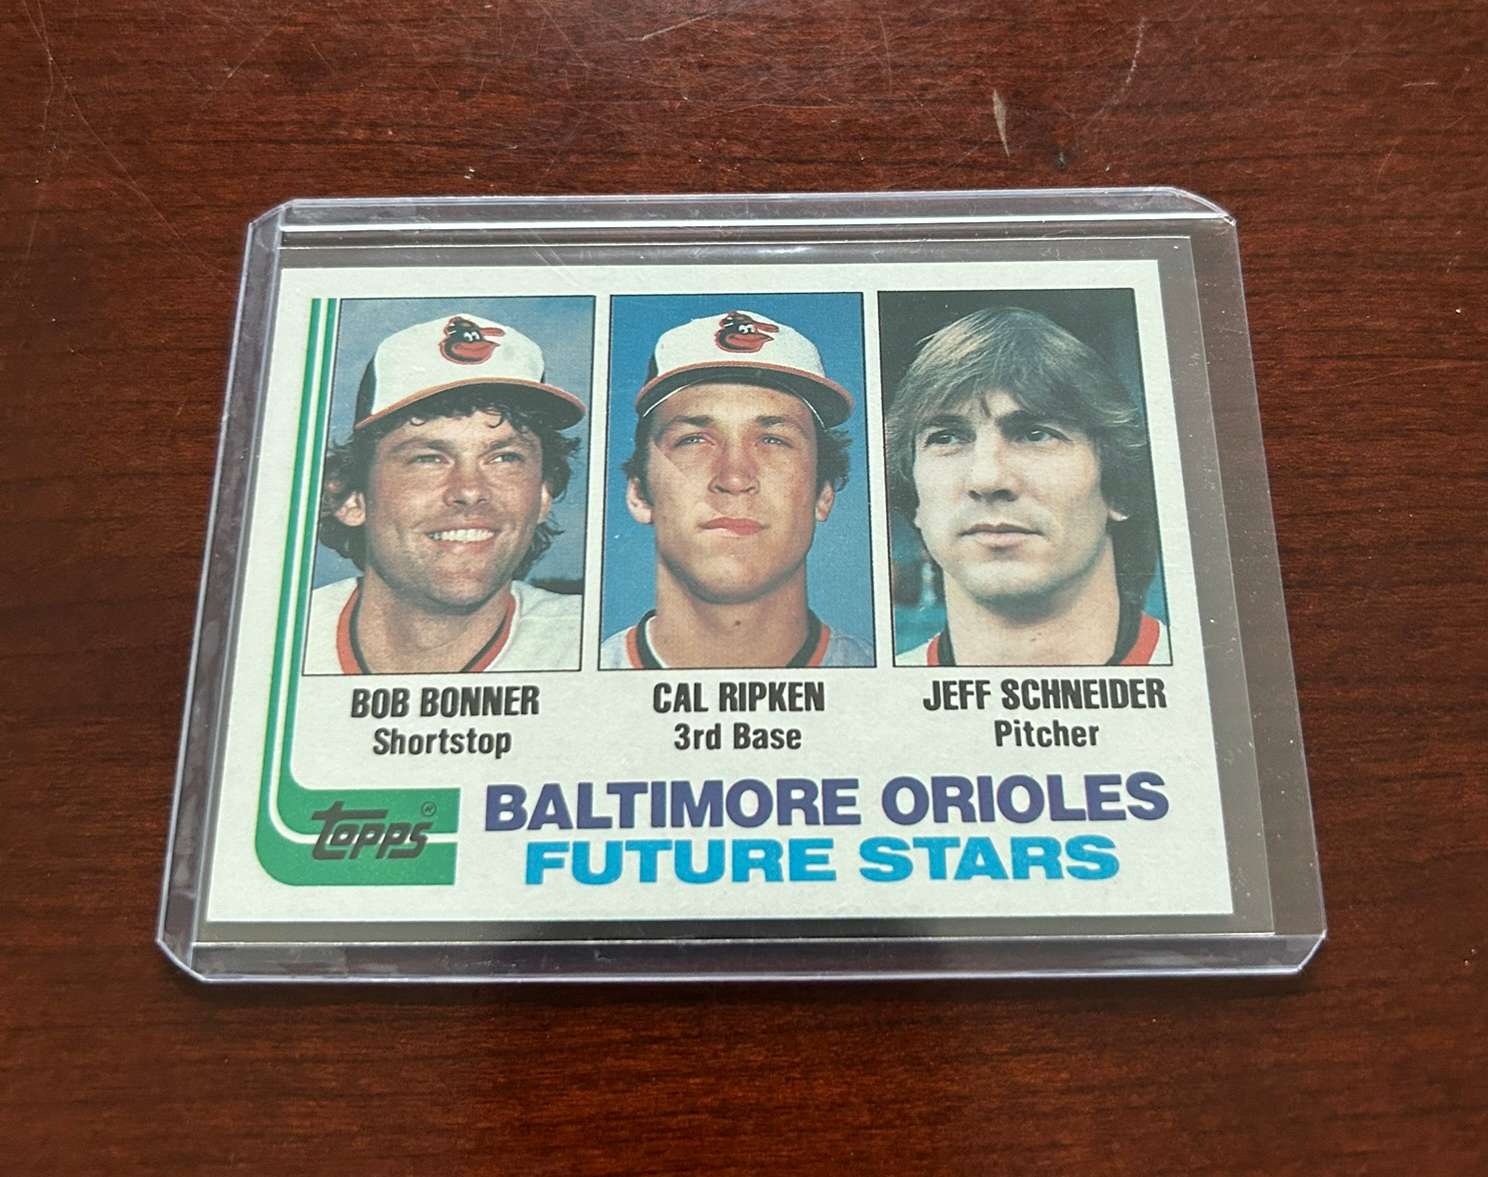 BOB BONNER
Shortstop
CAL RIPKEN
3rd Base
JEFF SCHNEIDER
Pitcher
TOPPS®
BALTIMORE ORIOLES
FUTURE STARS